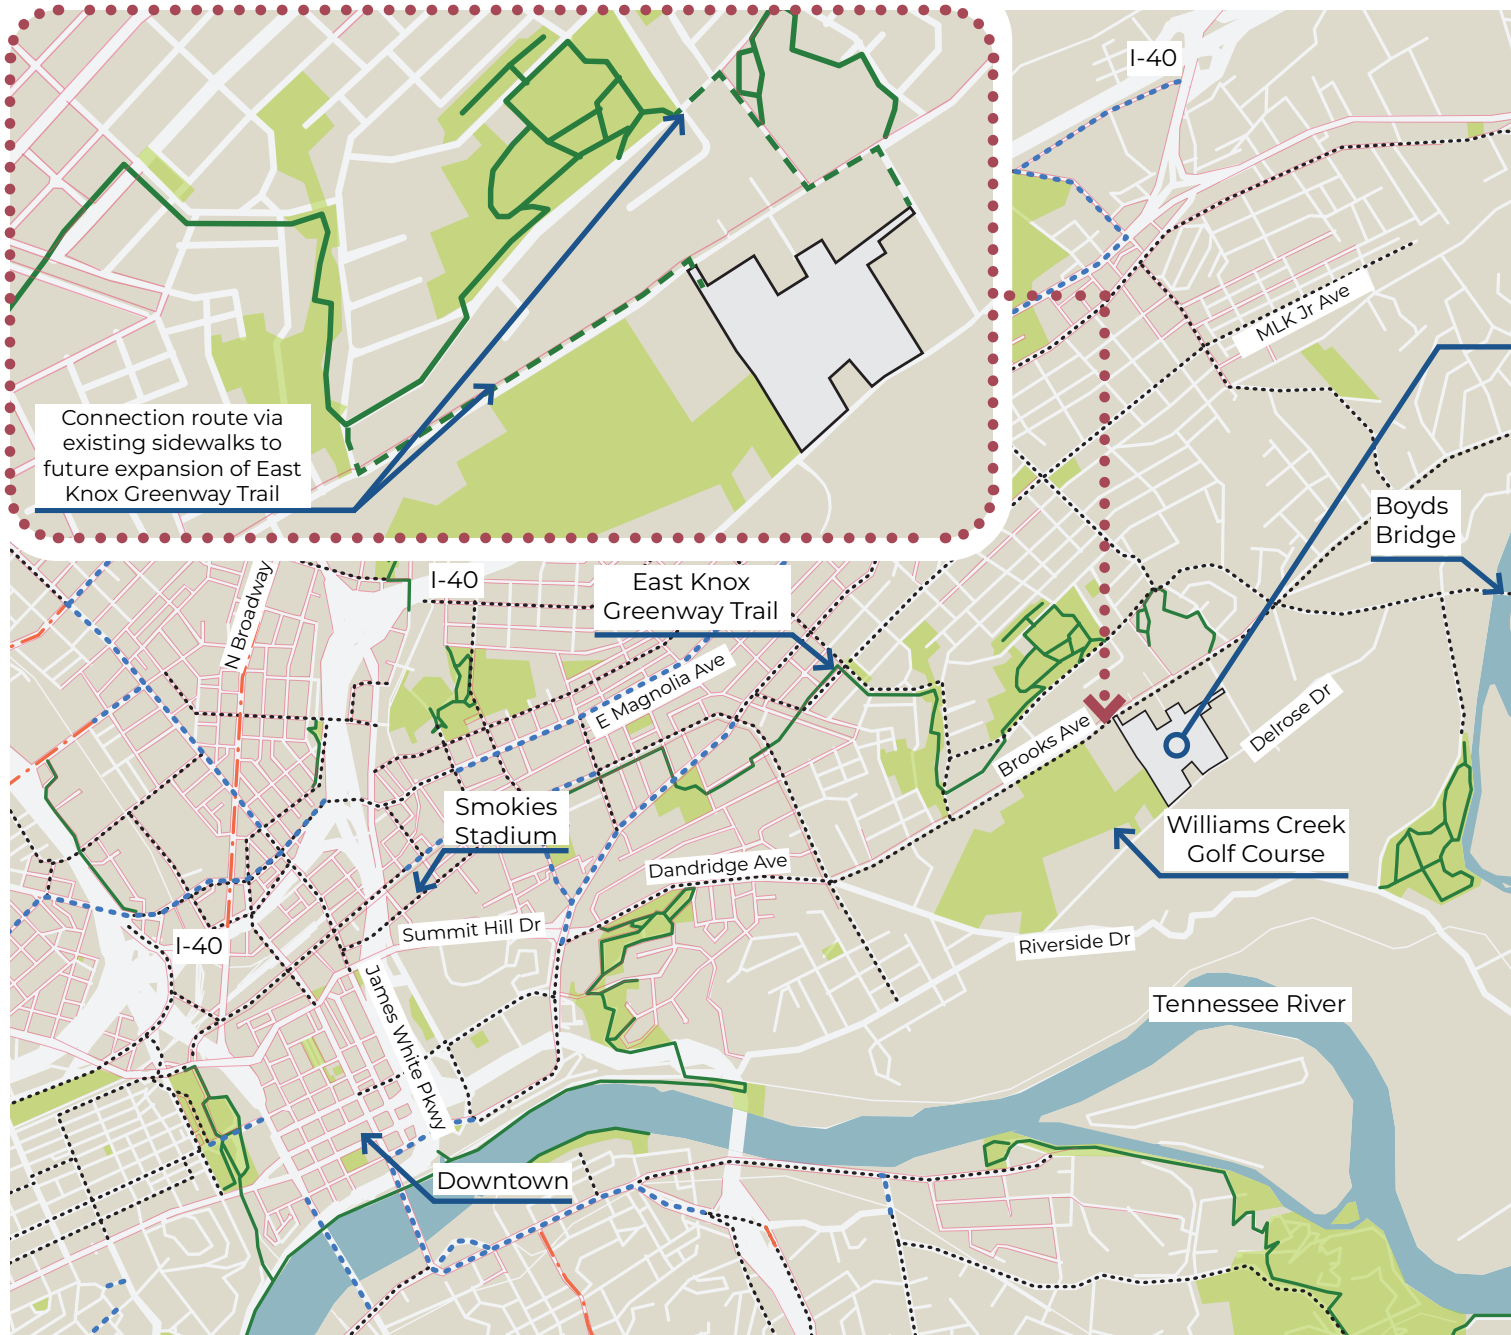 I-40
MLK Jr Ave
Connection route via
existing sidewalks to
future expansion of East
Knox Greenway Trail
Boyds
Bridge
I-40
East Knox
Greenway Trail
N Broadway
E Magnolia Ave
Brooks Ave
Delrose Dr
Smokies
Stadium
Williams Creek
Golf Course
Dandridge Ave
Summit Hill Dr
I-40
Riverside Dr
James White Pkwy
Tennessee River
Downtown